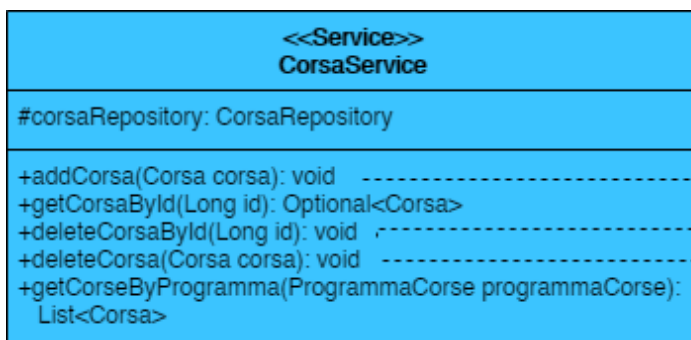 <<Service>>
CorsaService
#corsaRepository: CorsaRepository
+addCorsa(Corsa corsa): void
+getCorsaById(Long id): Optional<Corsa>
+deleteCorsaById(Long id): void
+deleteCorsa(Corsa corsa): void
+getCorseByProgramma(ProgrammaCorse programmaCorse):
List<Corsa>